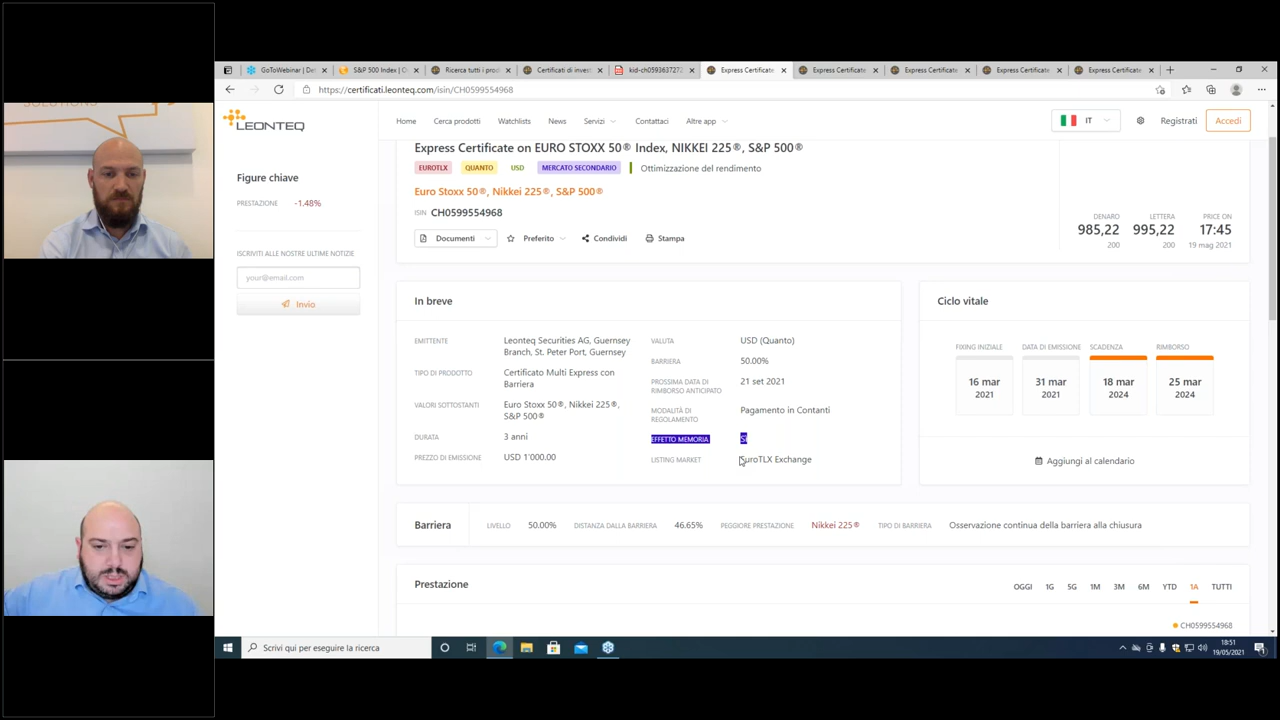 SOLUTIONS
GoToWebinar | De
S&P 500 Index | O
Ricerca tutti i prod
Certificati di invest
kid-ch0593637272
Express Certificate
Express Certificate
Express Certificate
Express Certificate
Express Certificate
https://certificati.leonteq.com/isin/CH0599554968
LEONTEQ
Home
Cerca prodotti
Watchlists
News
Servizi
Contattaci
Altre app
IT
Registrati
Accedi
Figure chiave
PRESTAZIONE
-1.48%
ISCRIVITI ALLE NOSTRE ULTIME NOTIZIE
your@email.com
Invio
Express Certificate on EURO STOXX 50® Index, NIKKEI 225®, S&P 500®
EUROTLX
QUANTO
USD
MERCATO SECONDARIO
Ottimizzazione del rendimento
Euro Stoxx 50®, Nikkei 225®, S&P 500®
ISIN CH0599554968
Documenti
Preferito
Condividi
Stampa
DENARO
985,22
200
LETTERA
995,22
200
PRICE ON
17:45
19 mag 2021
In breve
EMITTENTE
Leonteq Securities AG, Guernsey
Branch, St. Peter Port, Guernsey
TIPO DI PRODOTTO
Certificato Multi Express con
Barriera
VALORI SOTTOSTANTI
Euro Stoxx 50®, Nikkei 225®,
S&P 500®
DURATA
3 anni
PREZZO DI EMISSIONE
USD 1'000.00
VALUTA
USD (Quanto)
BARRIERA
50.00%
PROSSIMA DATA DI
RIMBORSO ANTICIPATO
21 set 2021
MODALITÀ DI
REGOLAMENTO
Pagamento in Contanti
EFFETTO MEMORIA
Sì
LISTING MARKET
EuroTLX Exchange
Ciclo vitale
FIXING INIZIALE
16 mar
2021
DATA DI EMISSIONE
31 mar
2021
SCADENZA
18 mar
2024
RIMBORSO
25 mar
2024
Aggiungi al calendario
Barriera
LIVELLO
50.00%
DISTANZA DALLA BARRIERA
46.65%
PEGGIORE PRESTAZIONE
Nikkei 225®
TIPO DI BARRIERA
Osservazione continua della barriera alla chiusura
Prestazione
OGGI
1G
5G
1M
3M
6M
YTD
1A
TUTTI
CH0599554968
Scrivi qui per eseguire la ricerca
18:51
19/05/2021